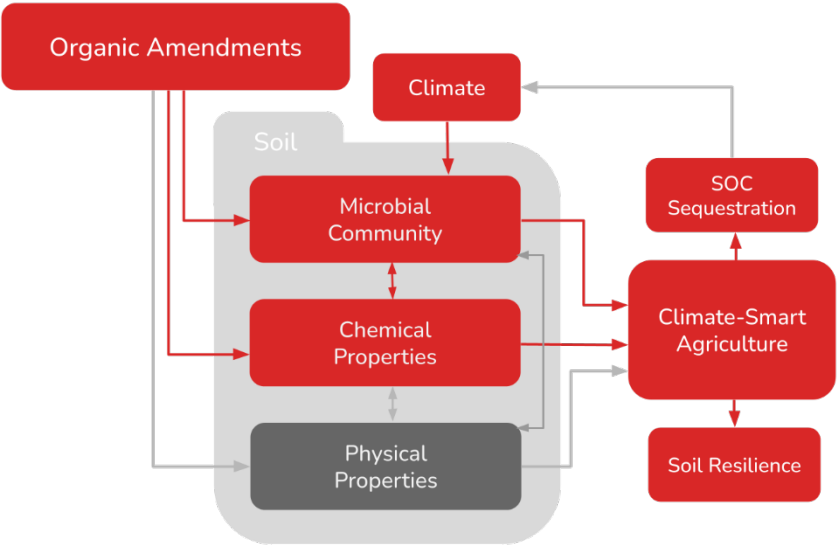 Organic Amendments
Climate
Soil
Microbial
Community
Chemical
Properties
Physical
Properties
SOC
Sequestration
Climate-Smart
Agriculture
Soil Resilience